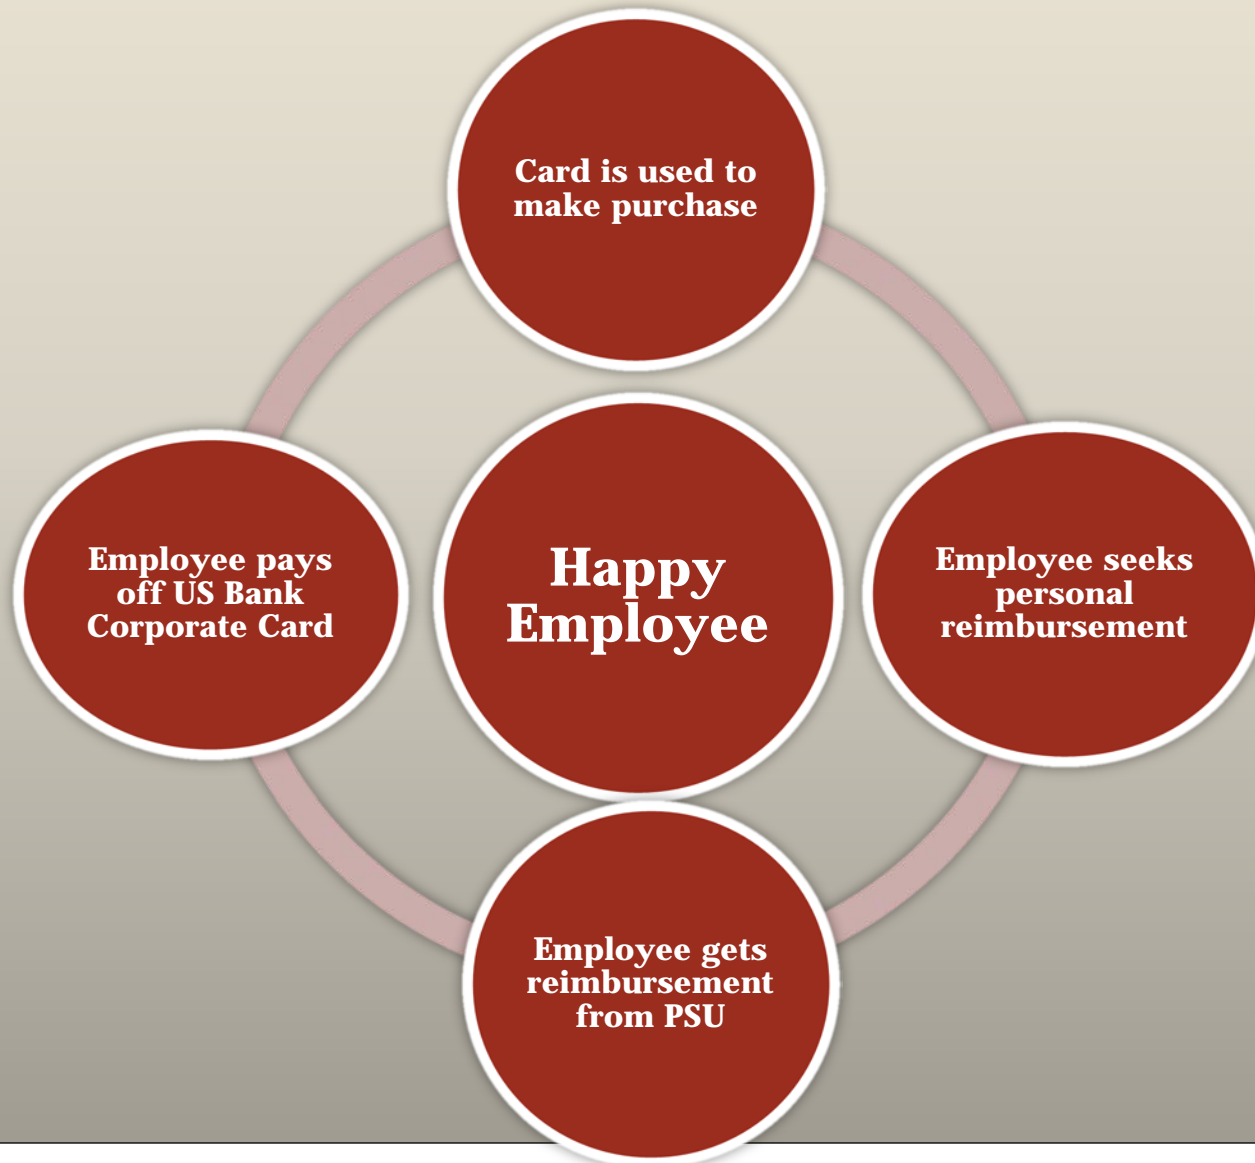 Card is used to
make purchase
Employee pays
off US Bank
Corporate Card
Happy
Employee
Employee seeks
personal
reimbursement
Employee gets
reimbursement
from PSU